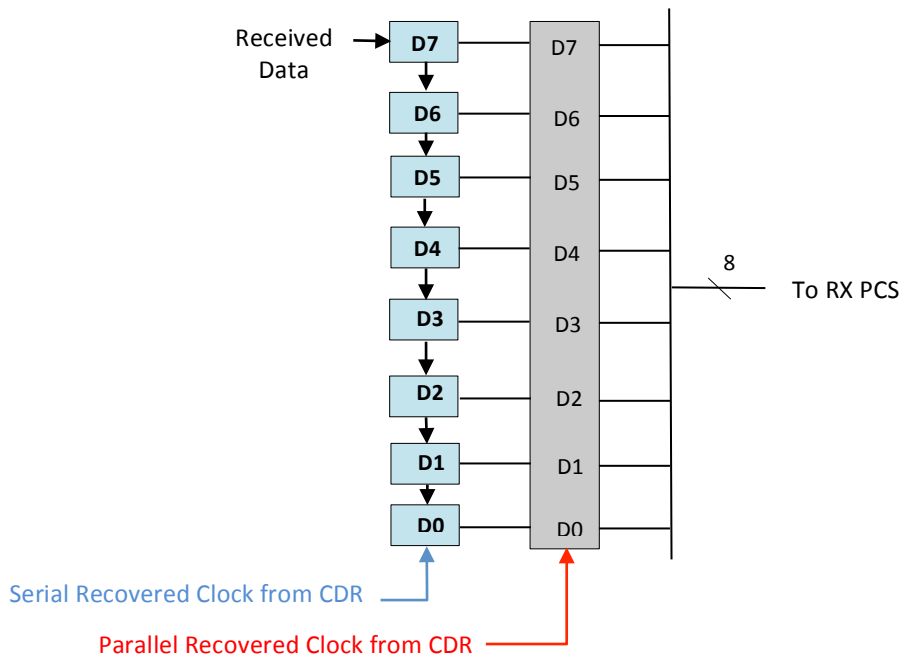 Received
Data
D7
D7
D6
D6
D5
D5
D4
D4
8
To RX PCS
D3
D3
D2
D2
D1
D1
D0
D0
Serial Recovered Clock from CDR
Parallel Recovered Clock from CDR